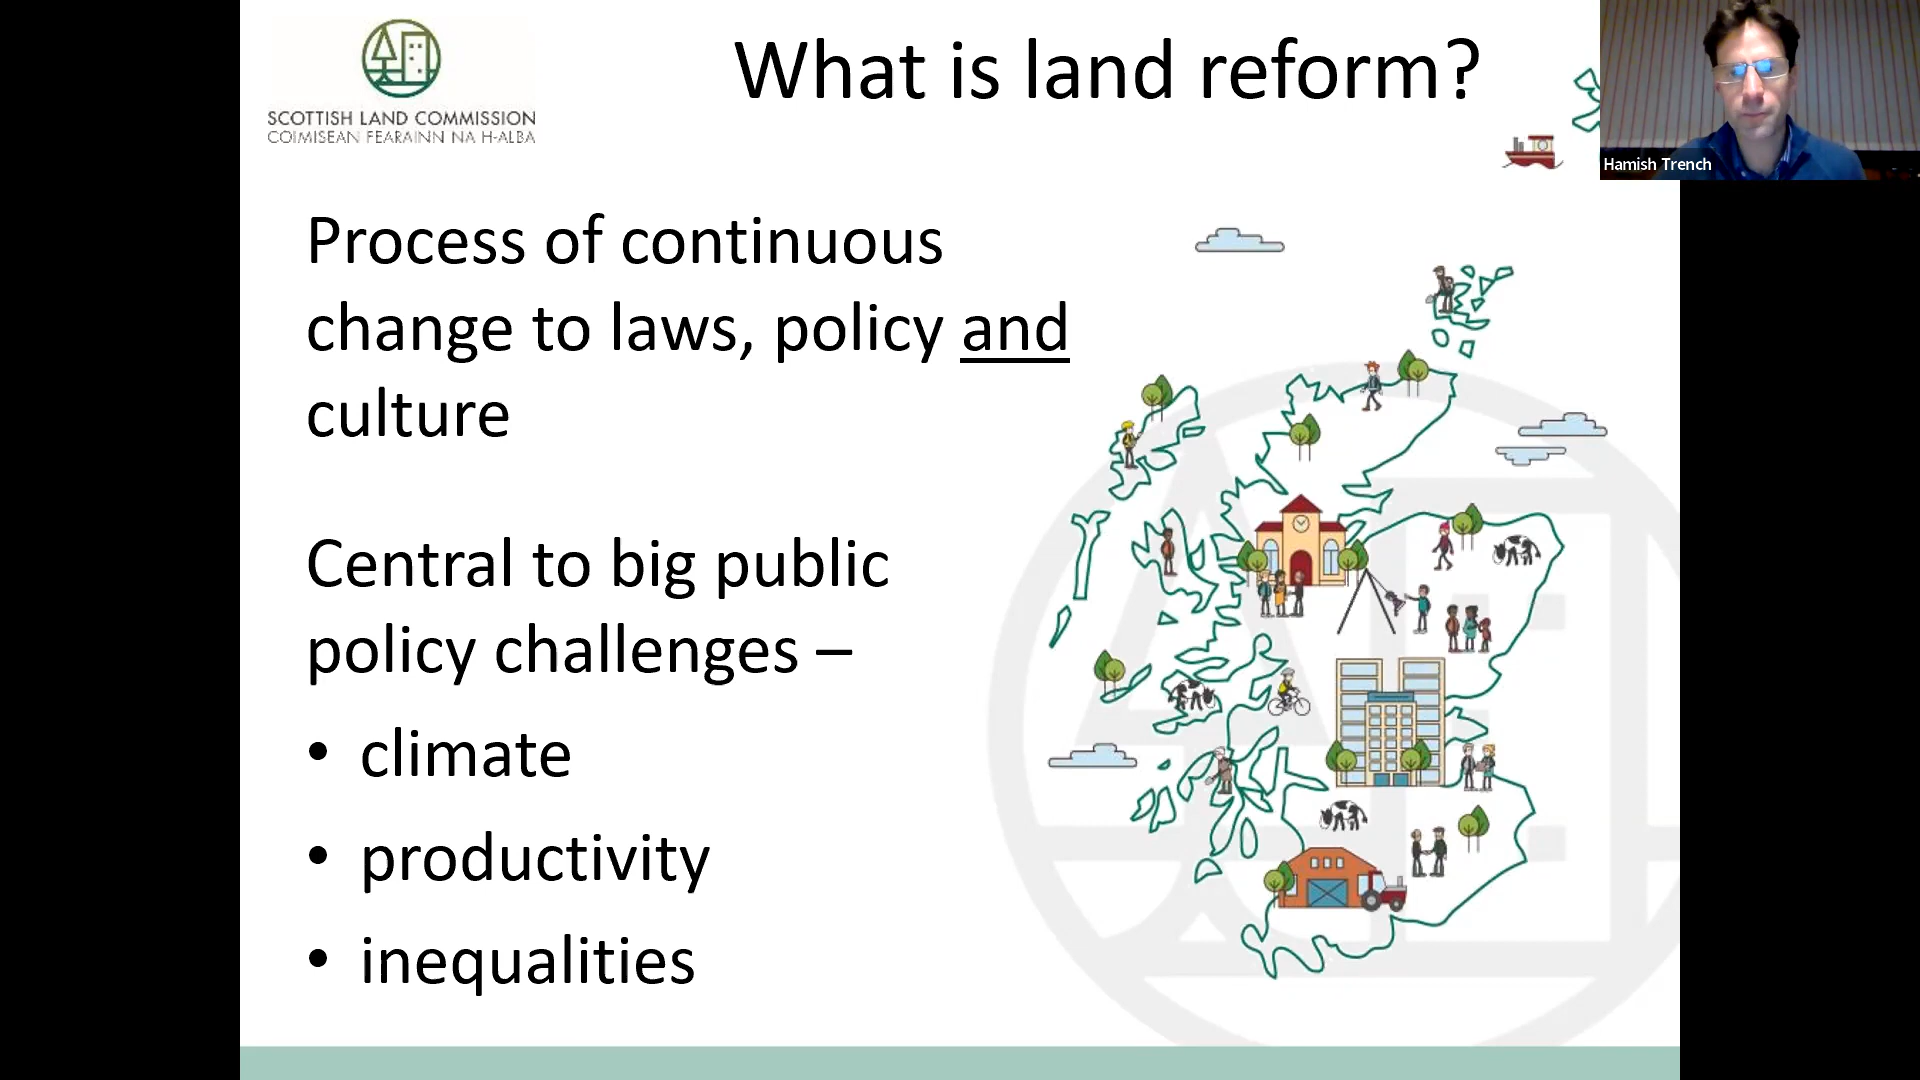 SCOTTISH LAND COMMISSION
COIMISEAN FEARAINN NA H-ALBA
What is land reform?
Hamish Trench
Process of continuous
change to laws, policy and
culture
Central to big public
policy challenges –
• climate
• productivity
• inequalities